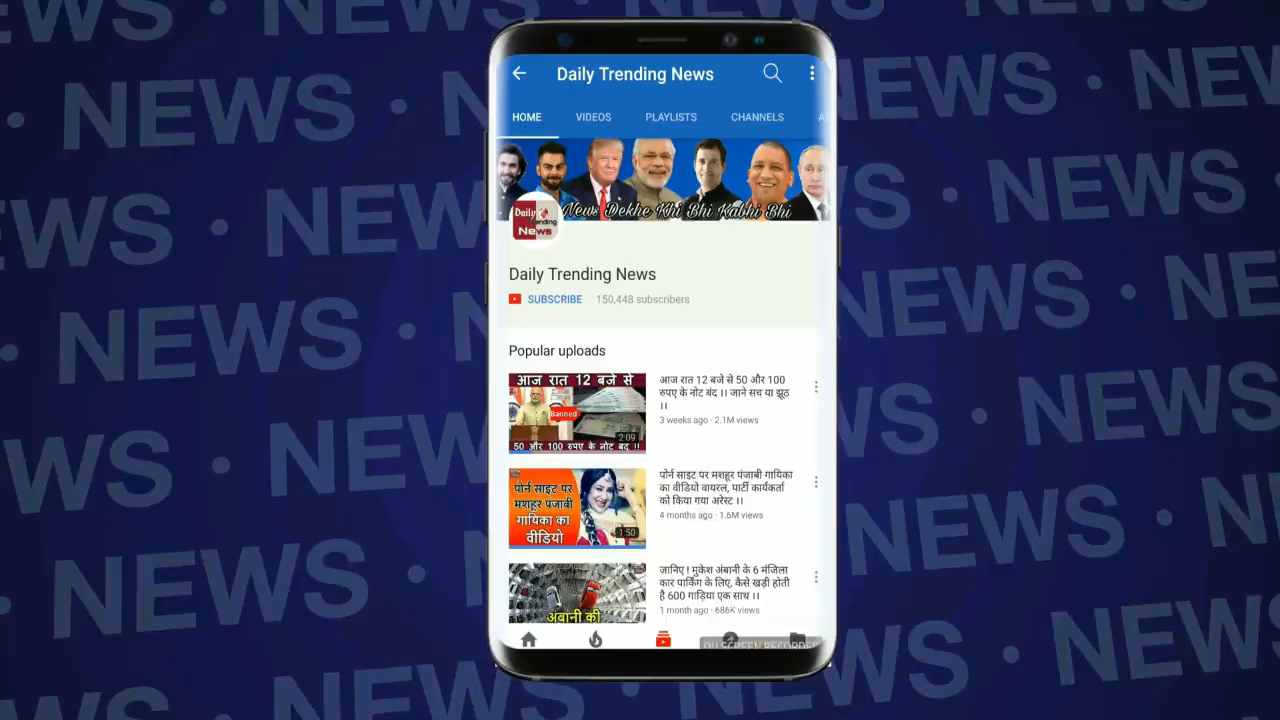 NEWS
Daily Trending News
HOME VIDEOS PLAYLISTS CHANNELS A
News Dekhe Khi Bhi Kabhi Bhi
Daily
Trending
News
Daily Trending News
SUBSCRIBE 150,448 subscribers
Popular uploads
आज रात 12 बजे से
Banned
2:09
50 और 100 रुपए के नोट बंद !!
आज रात 12 बजे से 50 और 100
रुपए के नोट बंद ।। जाने सच या झूठ
।।
3 weeks ago · 2.1M views
पोर्न साइट पर
मशहूर पंजाबी
गायिका का
वीडियो
1:50
पोर्न साइट पर मशहूर पंजाबी गायिका
का वीडियो वायरल, पार्टी कार्यकर्ता
को किया गया अरेस्ट ।।
4 months ago · 1.6M views
अंबानी की
जानिए ! मुकेश अंबानी के 6 मंजिला
कार पार्किंग के लिए, कैसे खड़ी होती
है 600 गाड़िया एक साथ ।।
1 month ago · 686K views
DU SCREEN RECORDER